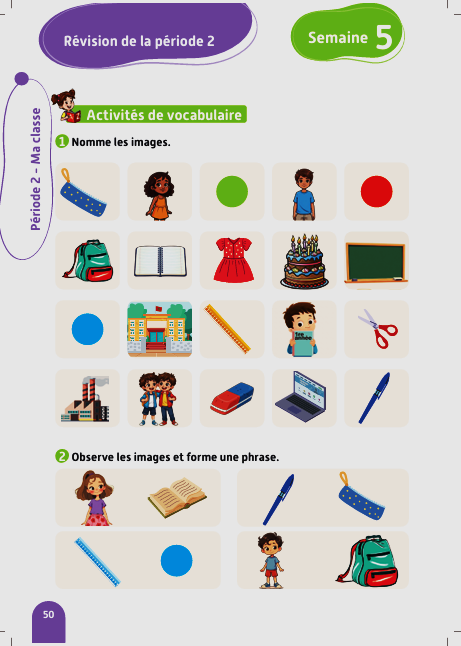 Révision de la période 2
Semaine 5
Période 2 - Ma classe
Activités de vocabulaire
1 Nomme les images.
2 Observe les images et forme une phrase.
50